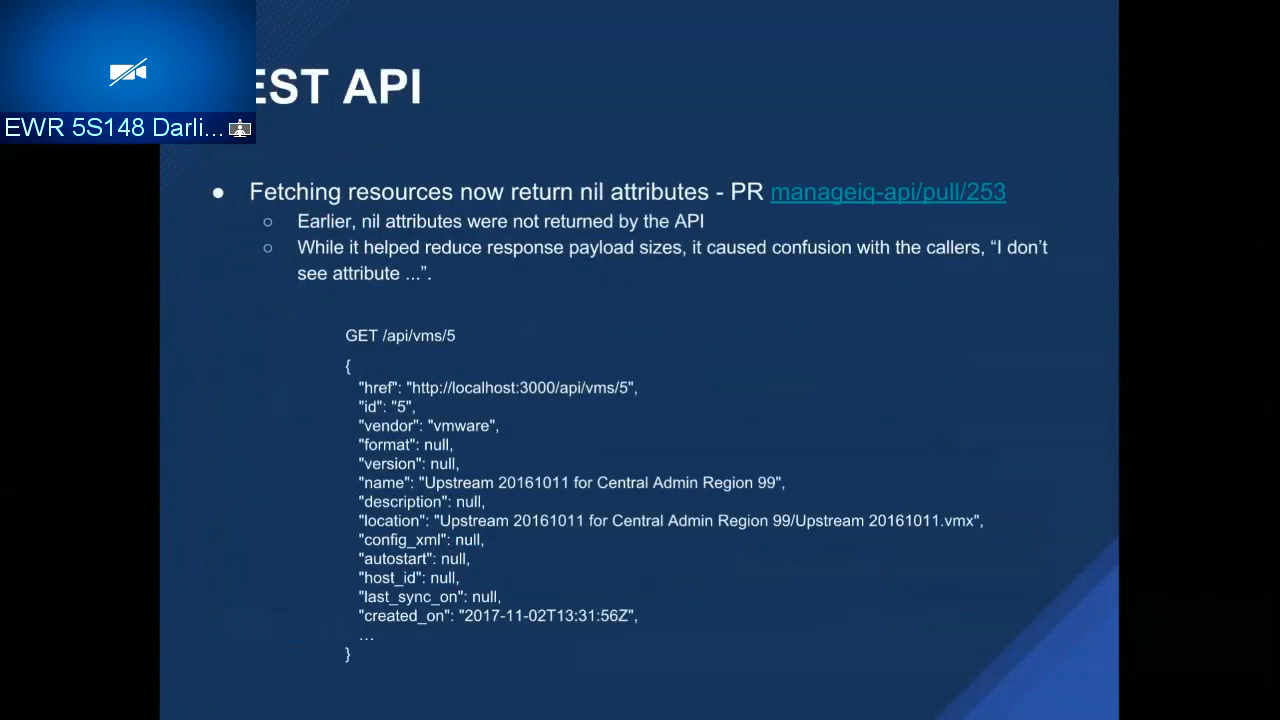 EST API
EWR 5S148 Darli...
● Fetching resources now return nil attributes - PR manageiq-api/pull/253
○ Earlier, nil attributes were not returned by the API
○ While it helped reduce response payload sizes, it caused confusion with the callers, “I don’t
see attribute ...”.
GET /api/vms/5
{
"href": "http://localhost:3000/api/vms/5",
"id": "5",
"vendor": "vmware",
"format": null,
"version": null,
"name": "Upstream 20161011 for Central Admin Region 99",
"description": null,
"location": "Upstream 20161011 for Central Admin Region 99/Upstream 20161011.vmx",
"config_xml": null,
"autostart": null,
"host_id": null,
"last_sync_on": null,
"created_on": "2017-11-02T13:31:56Z",
...
}